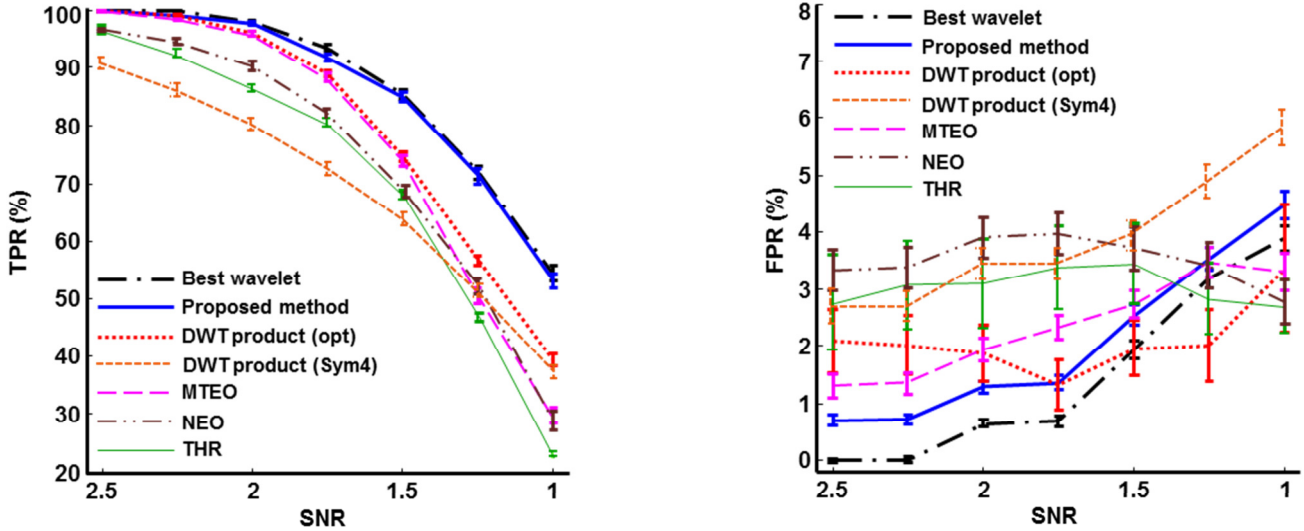 100
90
80
70
60
50
40
30
20
TPR (%)
Best wavelet
Proposed method
DWT product (opt)
DWT product (Sym4)
MTEO
NEO
THR
2.5
2
1.5
1
SNR
8
7
6
5
4
3
2
1
0
FPR (%)
Best wavelet
Proposed method
DWT product (opt)
DWT product (Sym4)
MTEO
NEO
THR
2.5
2
1.5
1
SNR